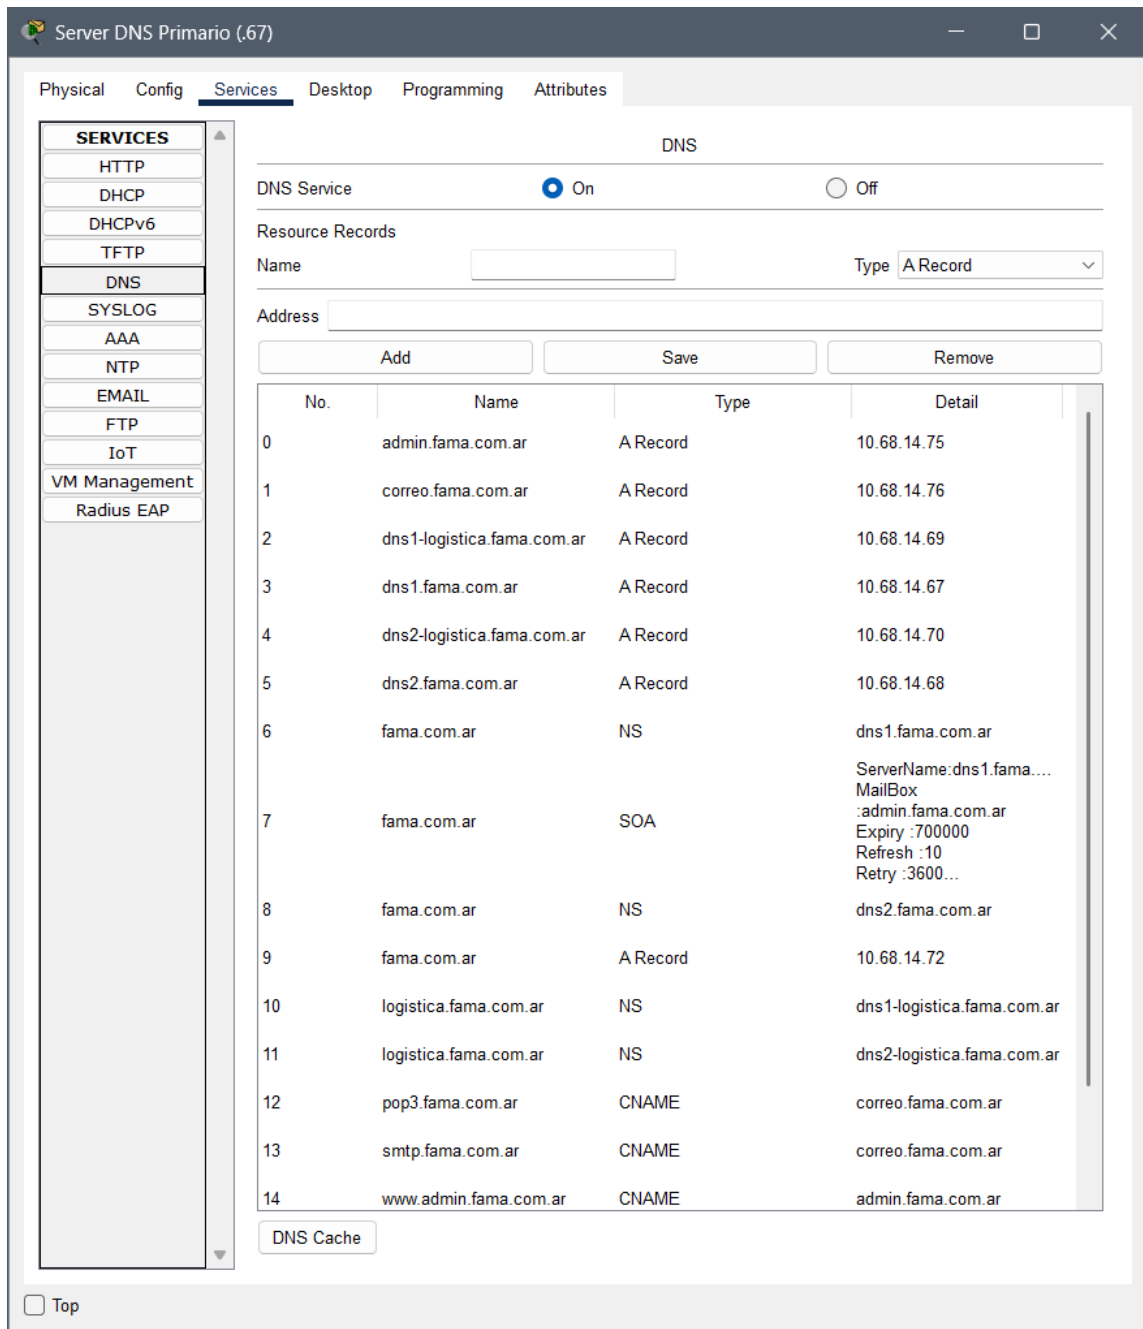 Server DNS Primario (.67)
Physical Config Services Desktop Programming Attributes
SERVICES
HTTP
DHCP
DHCPv6
TFTP
DNS
SYSLOG
AAA
NTP
EMAIL
FTP
IoT
VM Management
Radius EAP
DNS
DNS Service On Off
Resource Records
Name Type A Record
Address
Add Save Remove
No. Name Type Detail
0 admin.fama.com.ar A Record 10.68.14.75
1 correo.fama.com.ar A Record 10.68.14.76
2 dns1-logistica.fama.com.ar A Record 10.68.14.69
3 dns1.fama.com.ar A Record 10.68.14.67
4 dns2-logistica.fama.com.ar A Record 10.68.14.70
5 dns2.fama.com.ar A Record 10.68.14.68
6 fama.com.ar NS dns1.fama.com.ar
7 fama.com.ar SOA ServerName:dns1.fama....
MailBox
:admin.fama.com.ar
Expiry :700000
Refresh :10
Retry :3600...
8 fama.com.ar NS dns2.fama.com.ar
9 fama.com.ar A Record 10.68.14.72
10 logistica.fama.com.ar NS dns1-logistica.fama.com.ar
11 logistica.fama.com.ar NS dns2-logistica.fama.com.ar
12 pop3.fama.com.ar CNAME correo.fama.com.ar
13 smtp.fama.com.ar CNAME correo.fama.com.ar
14 www.admin.fama.com.ar CNAME admin.fama.com.ar
DNS Cache
Top